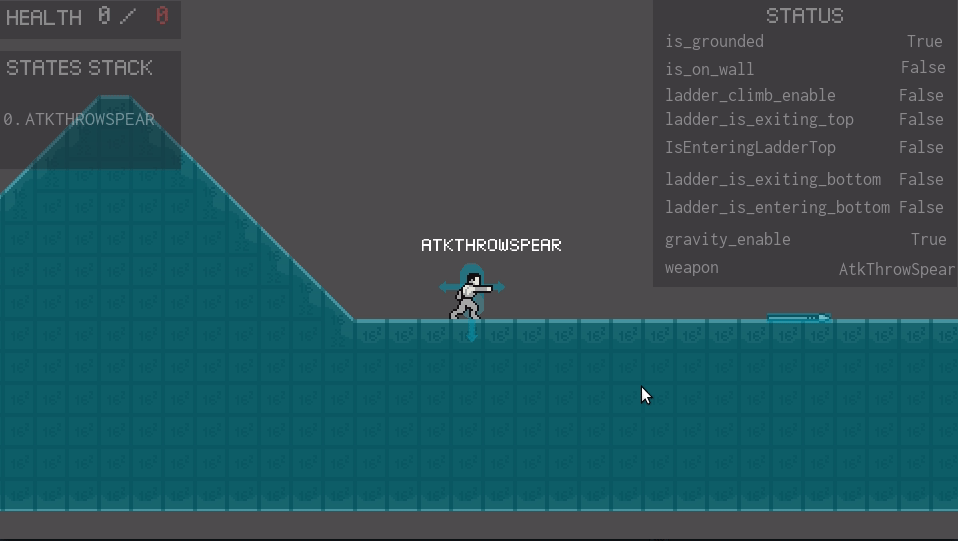 HEALTH 0 / 0
STATES STACK
0. ATKTHROWSPEAR
STATUS
is_grounded True
is_on_wall False
ladder_climb_enable False
ladder_is_exiting_top False
IsEnteringLadderTop False
ladder_is_exiting_bottom False
ladder_is_entering_bottom False
gravity_enable True
weapon AtkThrowSpear
ATKTHROWSPEAR